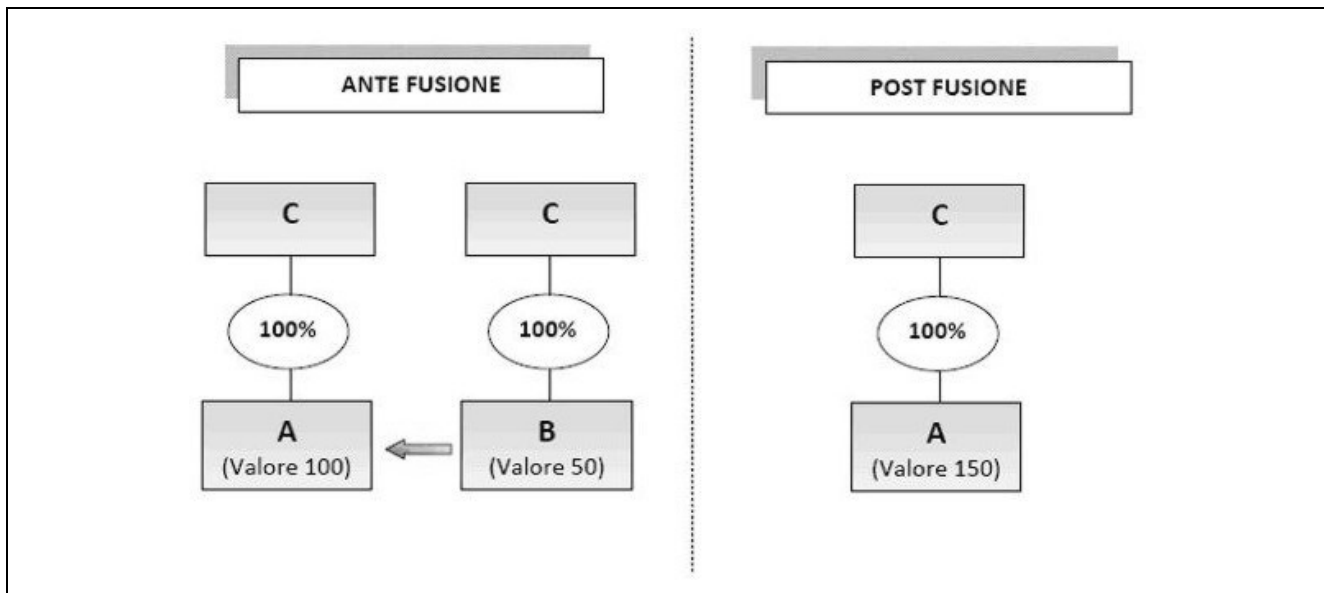 ANTE FUSIONE
POST FUSIONE
C
C
C
100%
100%
100%
A
(Valore 100)
B
(Valore 50)
A
(Valore 150)